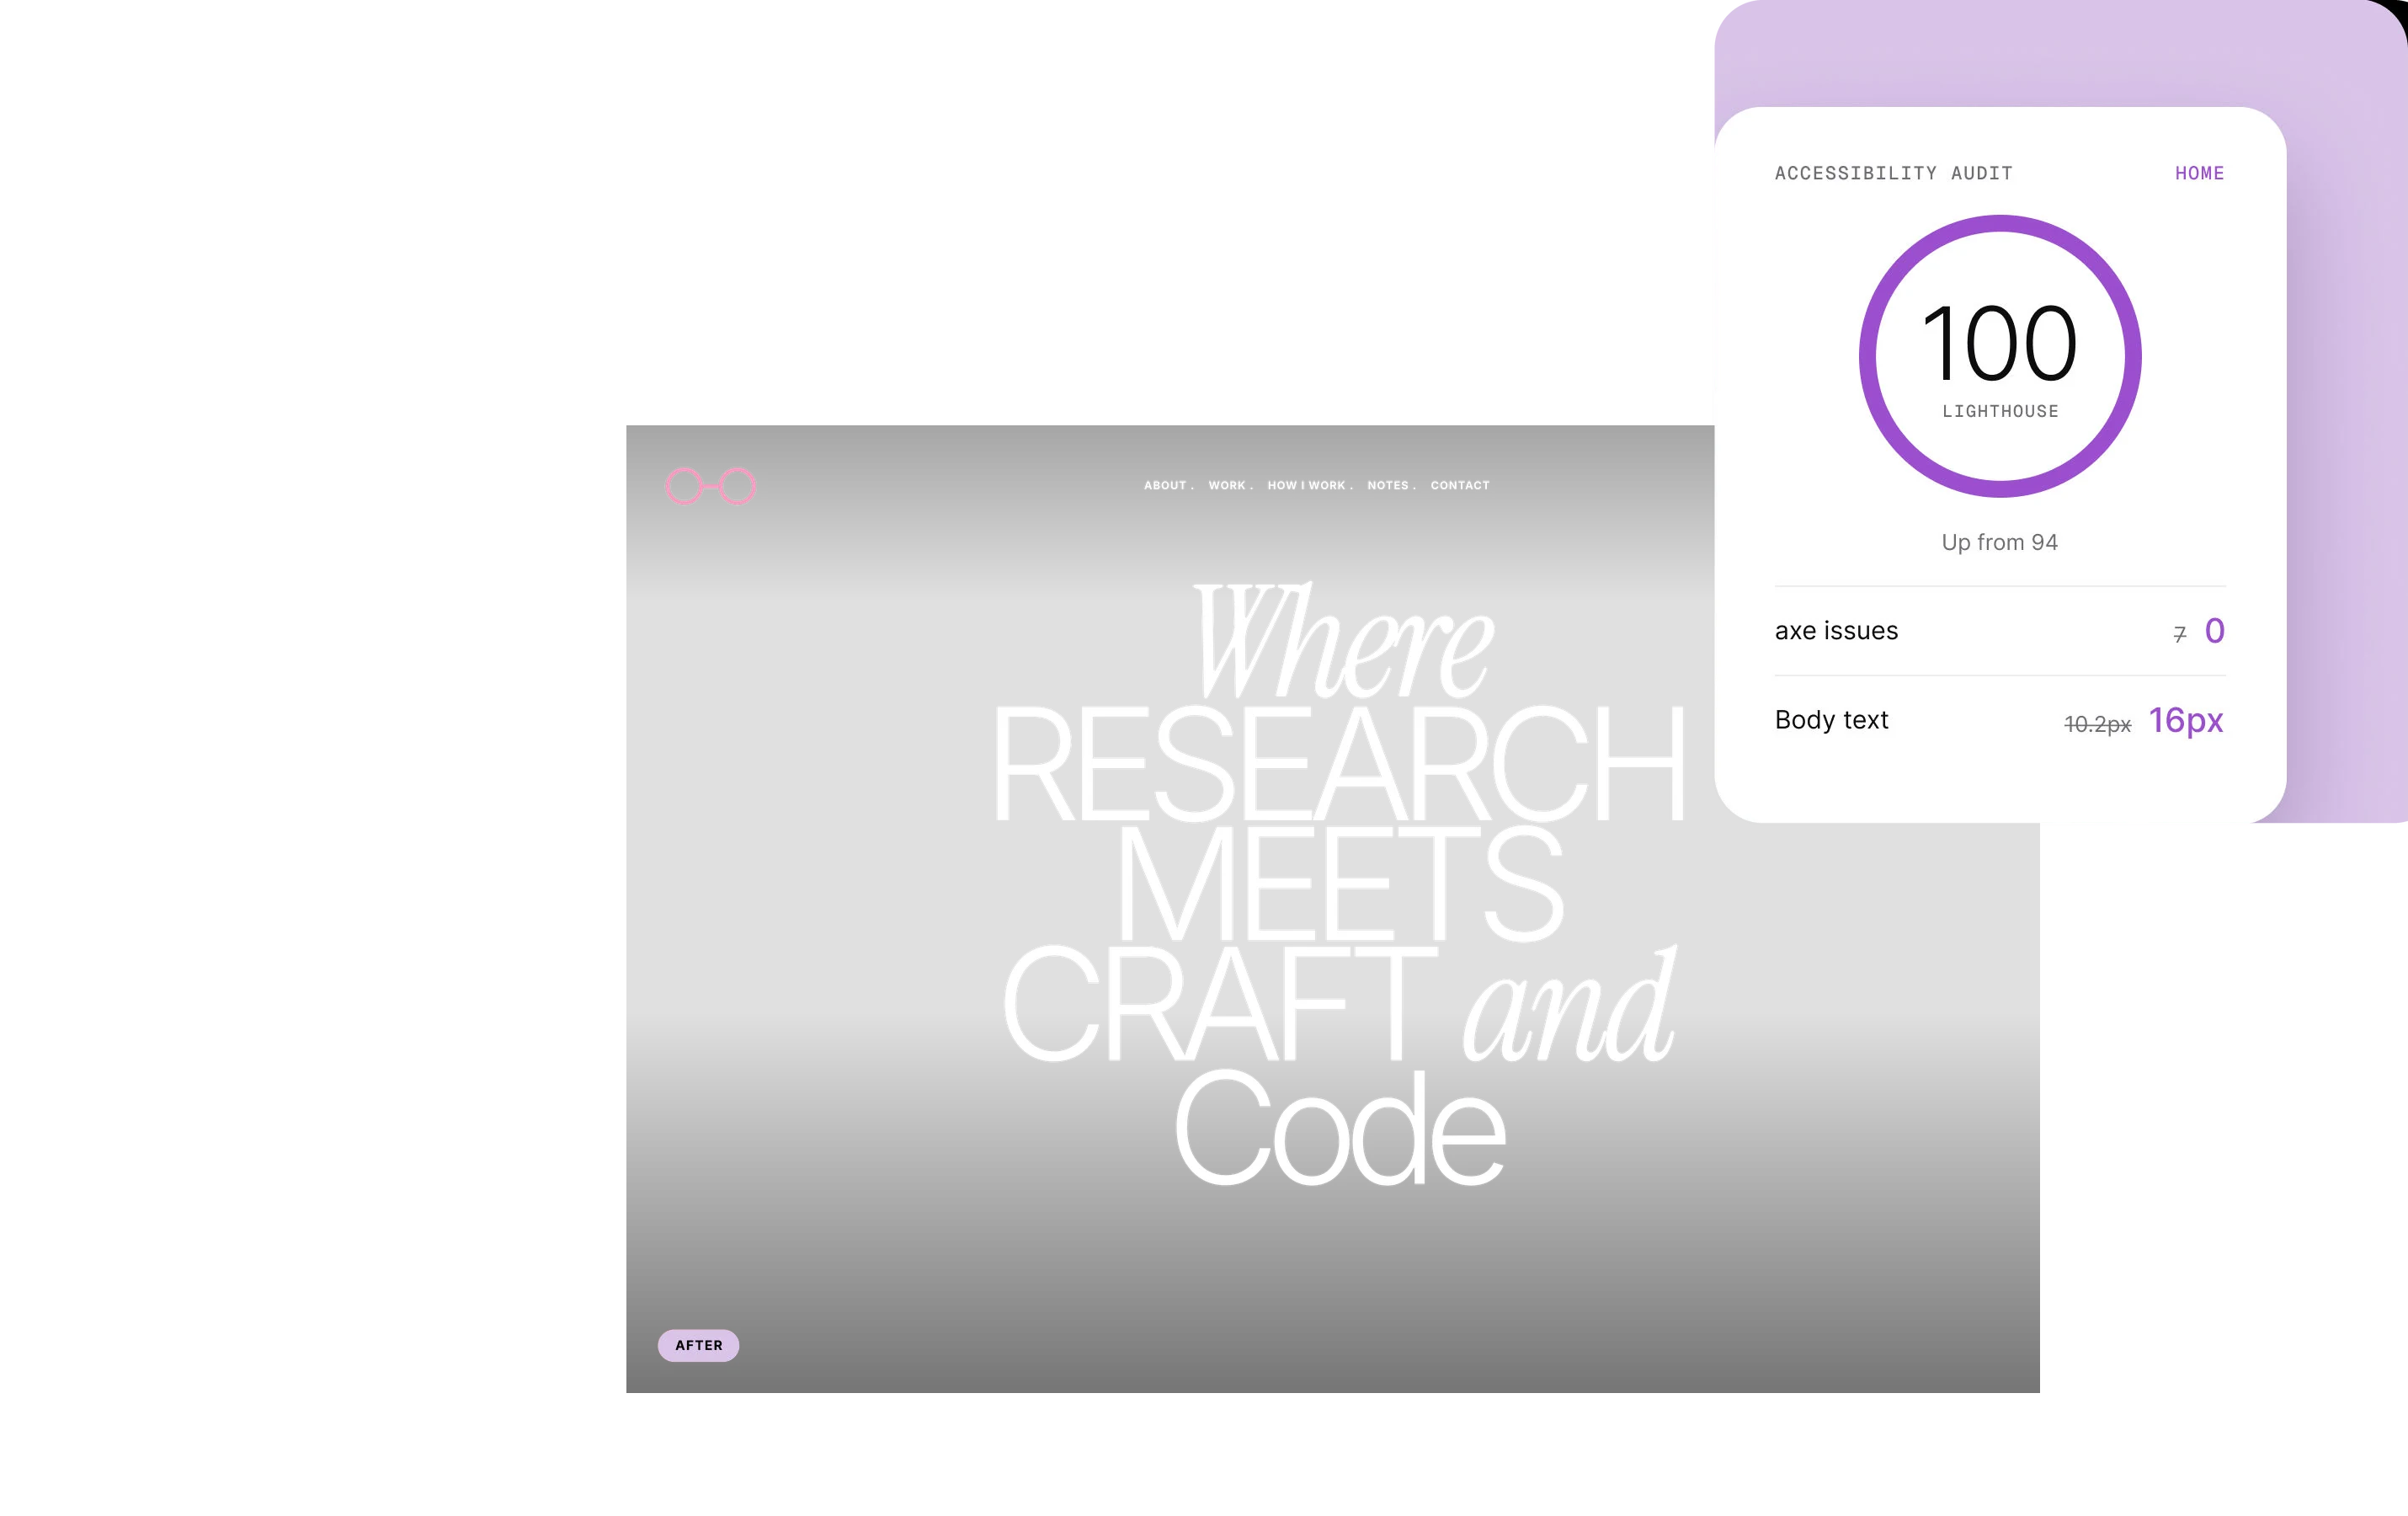 ACCESSIBILITY AUDIT HOME
100
LIGHTHOUSE
Up from 94
axe issues 7 0
Body text 10.2px 16px
ABOUT . WORK . HOW I WORK . NOTES . CONTACT
Where
RESEARCH
MEETS
CRAFT and
Code
AFTER